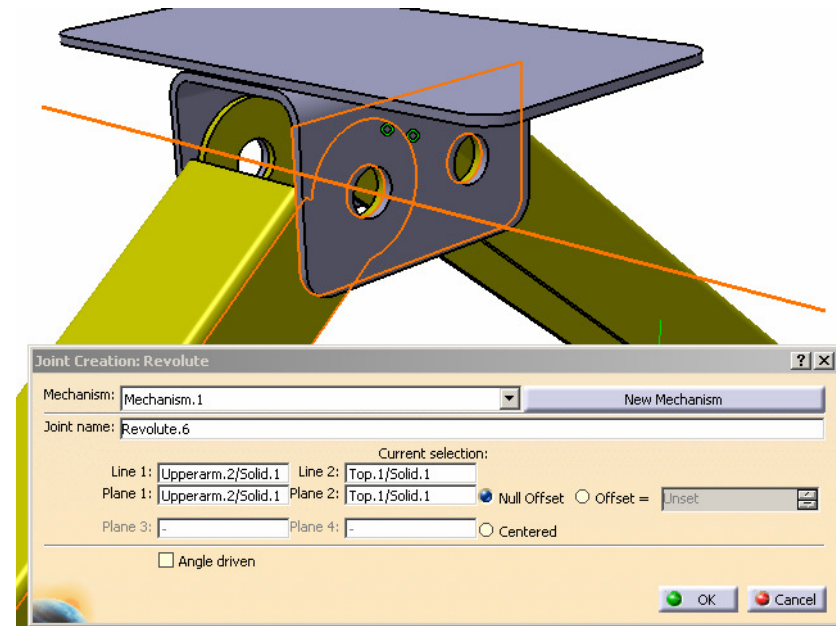 Joint Creation: Revolute
? X
Mechanism: Mechanism.1 New Mechanism
Joint name: Revolute.6
Current selection:
Line 1: Upperarm.2/Solid.1 Line 2: Top.1/Solid.1
Plane 1: Upperarm.2/Solid.1 Plane 2: Top.1/Solid.1 Null Offset Offset = Unset
Plane 3: - Plane 4: - Centered
Angle driven
OK Cancel